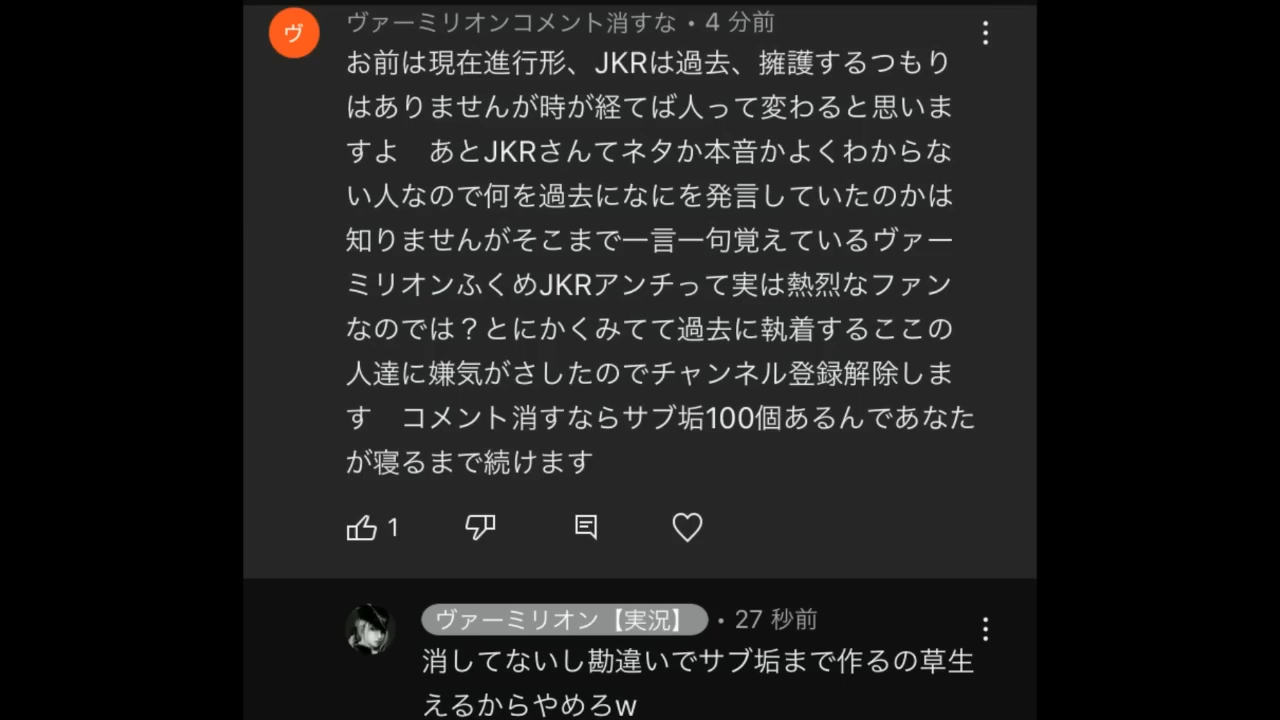 ヴ
ヴァーミリオンコメント消すな・4 分前
お前は現在進行形、JKRは過去、擁護するつもり
はありませんが時が経てば人って変わると思いま
すよ　あとJKRさんてネタか本音かよくわからな
い人なので何を過去になにを発言していたのかは
知りませんがそこまで一言一句覚えているヴァー
ミリオンふくめJKRアンチって実は熱烈なファン
なのでは？とにかくみてて過去に執着するここの
人達に嫌気がさしたのでチャンネル登録解除しま
す　コメント消すならサブ垢100個あるんであなた
が寝るまで続けます
1
ヴァーミリオン【実況】・27 秒前
消してないし勘違いでサブ垢まで作るの草生
えるからやめろw